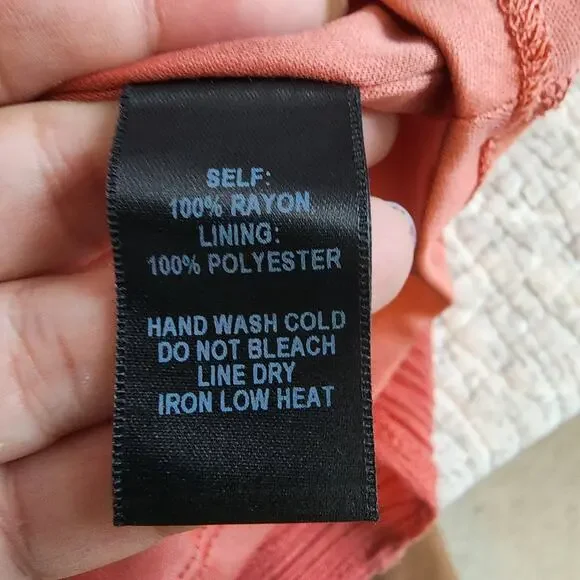 SELF:
100% RAYON
LINING:
100% POLYESTER
HAND WASH COLD
DO NOT BLEACH
LINE DRY
IRON LOW HEAT